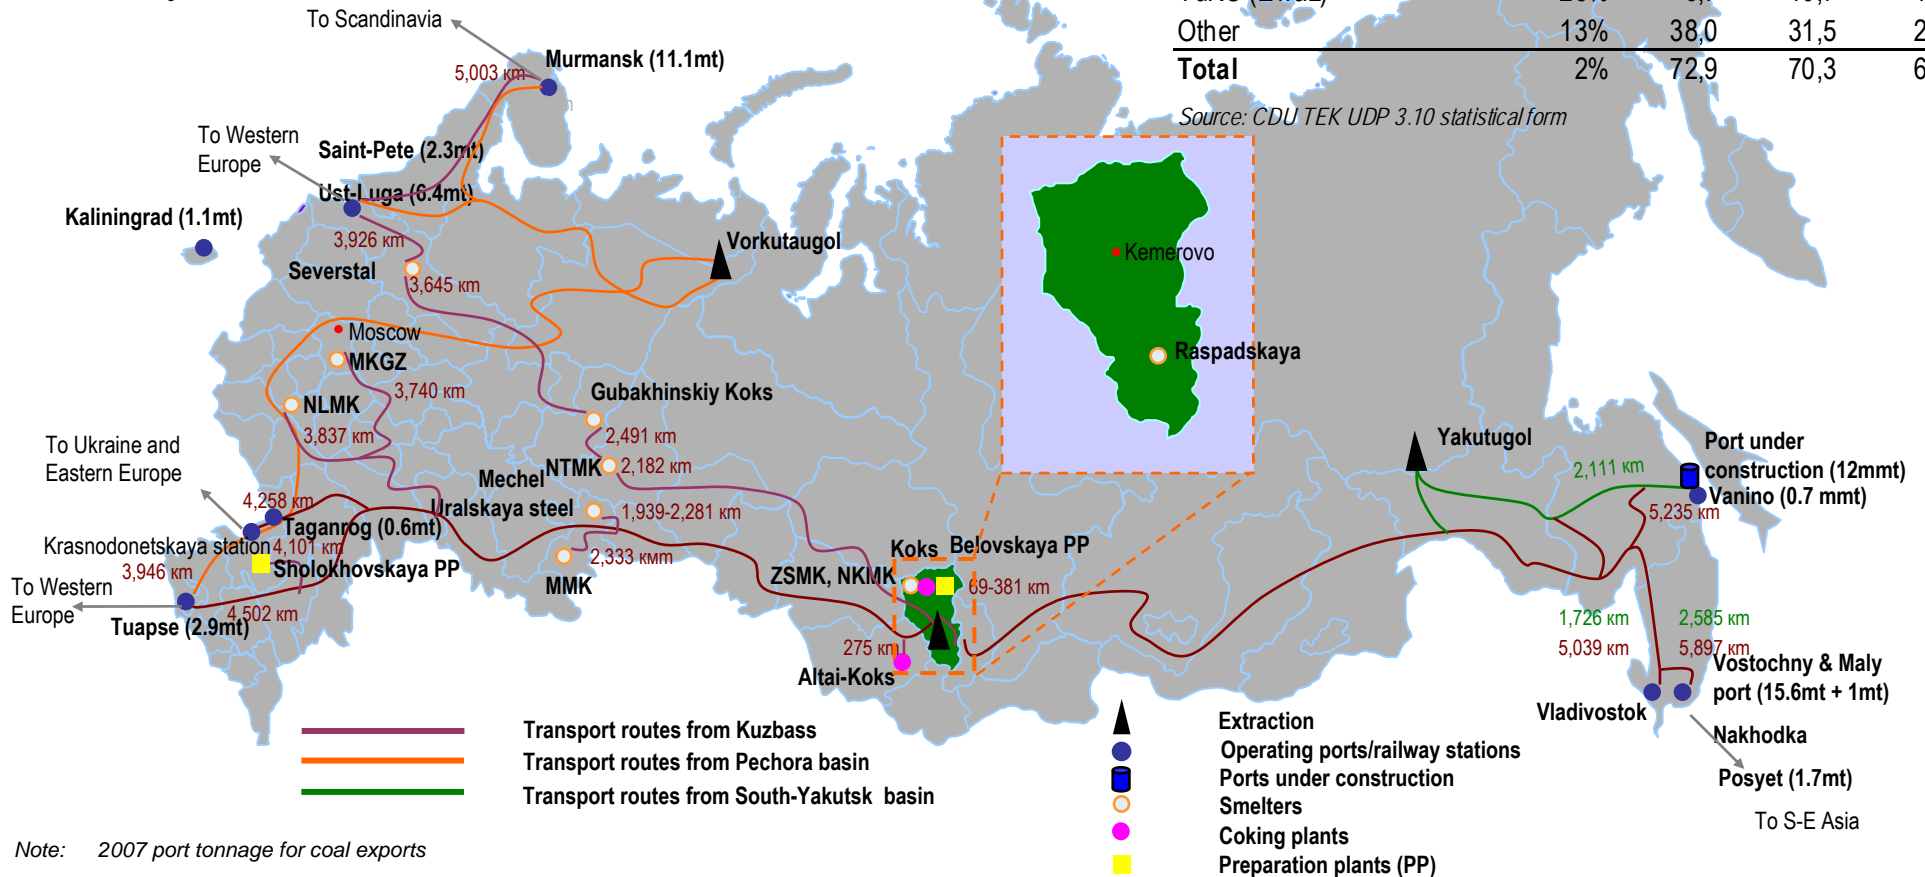 Other 13% 38,0 31,5
Total 2% 72,9 70,3
Source: CDU TEK UDP 3.10 statistical form
To Scandinavia
Murmansk (11.1mt)
5,003 км
To Western
Europe
Saint-Pete (2.3mt)
Ust-Luga (6.4mt)
Kaliningrad (1.1mt)
3,926 км
Severstal
3,645 км
Vorkutaugol
Kemerovo
Raspadskaya
Moscow
MKGZ
3,740 км
NLMK
3,837 км
Gubakhinskiy Koks
2,491 км
NTMK
2,182 км
Mechel
Uralskaya steel
1,939-2,281 км
2,333 кмm
MMK
To Ukraine and
Eastern Europe
4,258 км
Taganrog (0.6mt)
Krasnodonetskaya station
4,101 км
Sholokhovskaya PP
3,946 км
To Western
Europe
4,502 км
Tuapse (2.9mt)
Koks
Belovskaya PP
ZSMK, NKMK
69-381 км
275 км
Altai-Koks
Yakutugol
2,111 км
Port under
construction (12mmt)
Vanino (0.7 mmt)
5,235 км
1,726 км
5,039 км
2,585 км
5,897 км
Vostochny & Maly
port (15.6mt + 1mt)
Vladivostok
Nakhodka
Posyet (1.7mt)
To S-E Asia
Transport routes from Kuzbass
Transport routes from Pechora basin
Transport routes from South-Yakutsk basin
Extraction
Operating ports/railway stations
Ports under construction
Smelters
Coking plants
Preparation plants (PP)
Note: 2007 port tonnage for coal exports